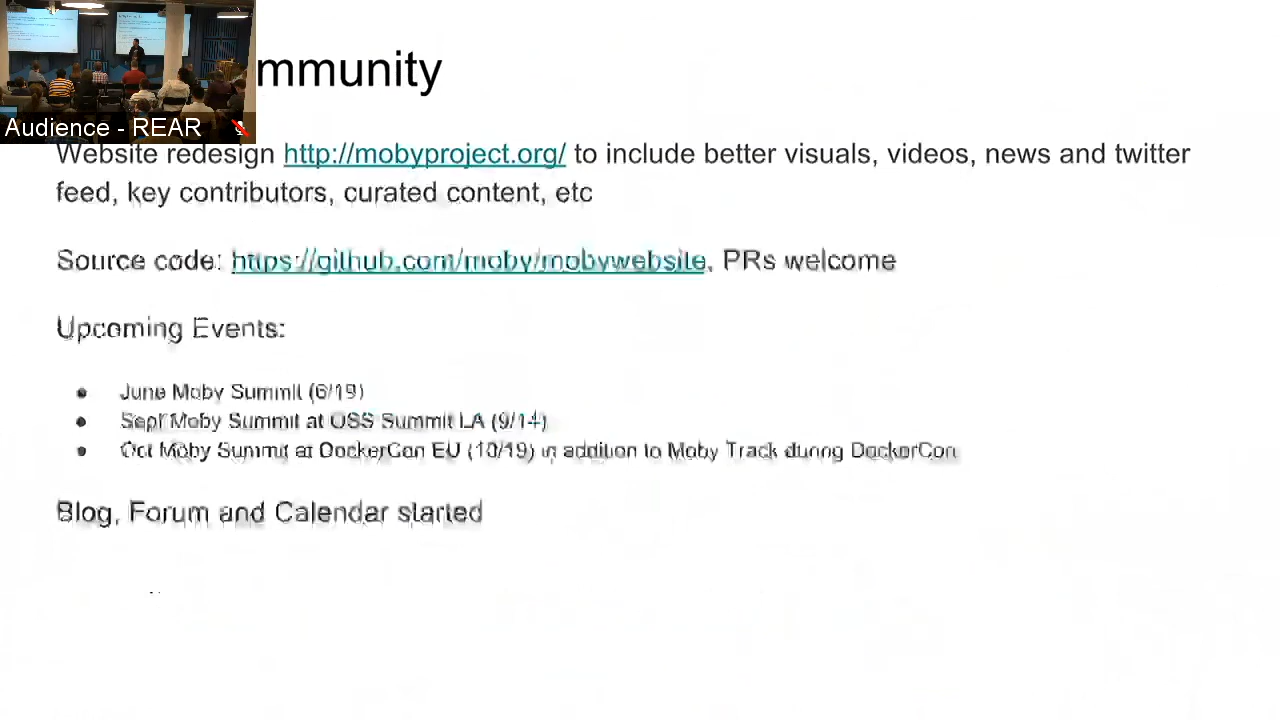 mmunity
Audience - REAR
Website redesign http://mobyproject.org/ to include better visuals, videos, news and twitter
feed, key contributors, curated content, etc
Source code: https://github.com/moby/mobywebsite, PRs welcome
Upcoming Events:
● June Moby Summit (6/19)
● Sept Moby Summit at OSS Summit LA (9/14)
● Oct Moby Summit at DockerCon EU (10/19) in addition to Moby Track during DockerCon
Blog, Forum and Calendar started